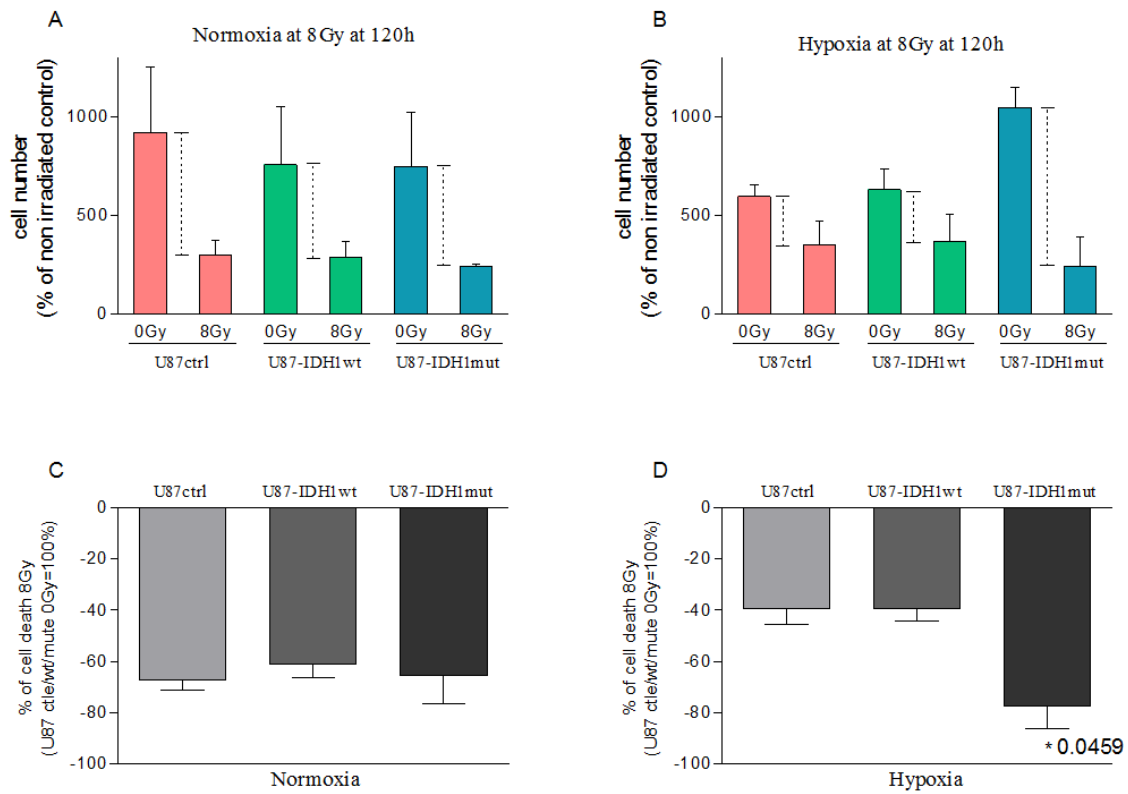 A
Normoxia at 8Gy at 120h
cell number
(% of non irradiated control)
1000
500
0
0Gy 8Gy 0Gy 8Gy 0Gy 8Gy
U87ctrl U87-IDH1wt U87-IDH1mut
B
Hypoxia at 8Gy at 120h
cell number
(% of non irradiated control)
1000
500
0
0Gy 8Gy 0Gy 8Gy 0Gy 8Gy
U87ctrl U87-IDH1wt U87-IDH1mut
C
U87ctrl U87-IDH1wt U87-IDH1mut
% of cell death 8Gy
(U87 ctle/wt/mute 0Gy=100%)
0
-20
-40
-60
-80
-100
Normoxia
D
U87ctrl U87-IDH1wt U87-IDH1mut
% of cell death 8Gy
(U87 ctle/wt/mute 0Gy=100%)
0
-20
-40
-60
-80
-100
* 0.0459
Hypoxia